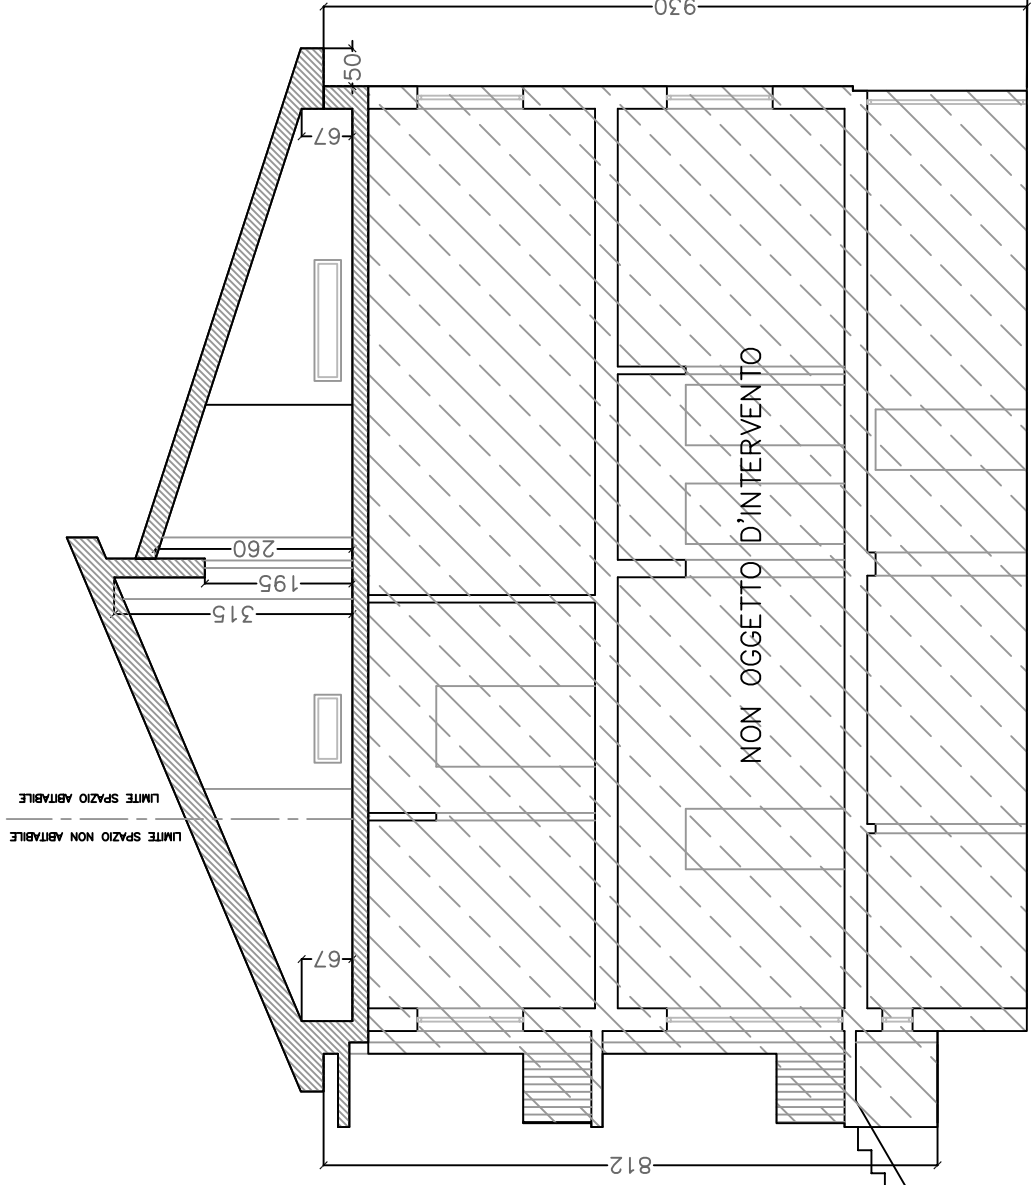 930
50
67
NON OGGETTO D'INTERVENTO
260
195
315
LIMITE SPAZIO ABITABILE
LIMITE SPAZIO NON ABITABILE
67
812